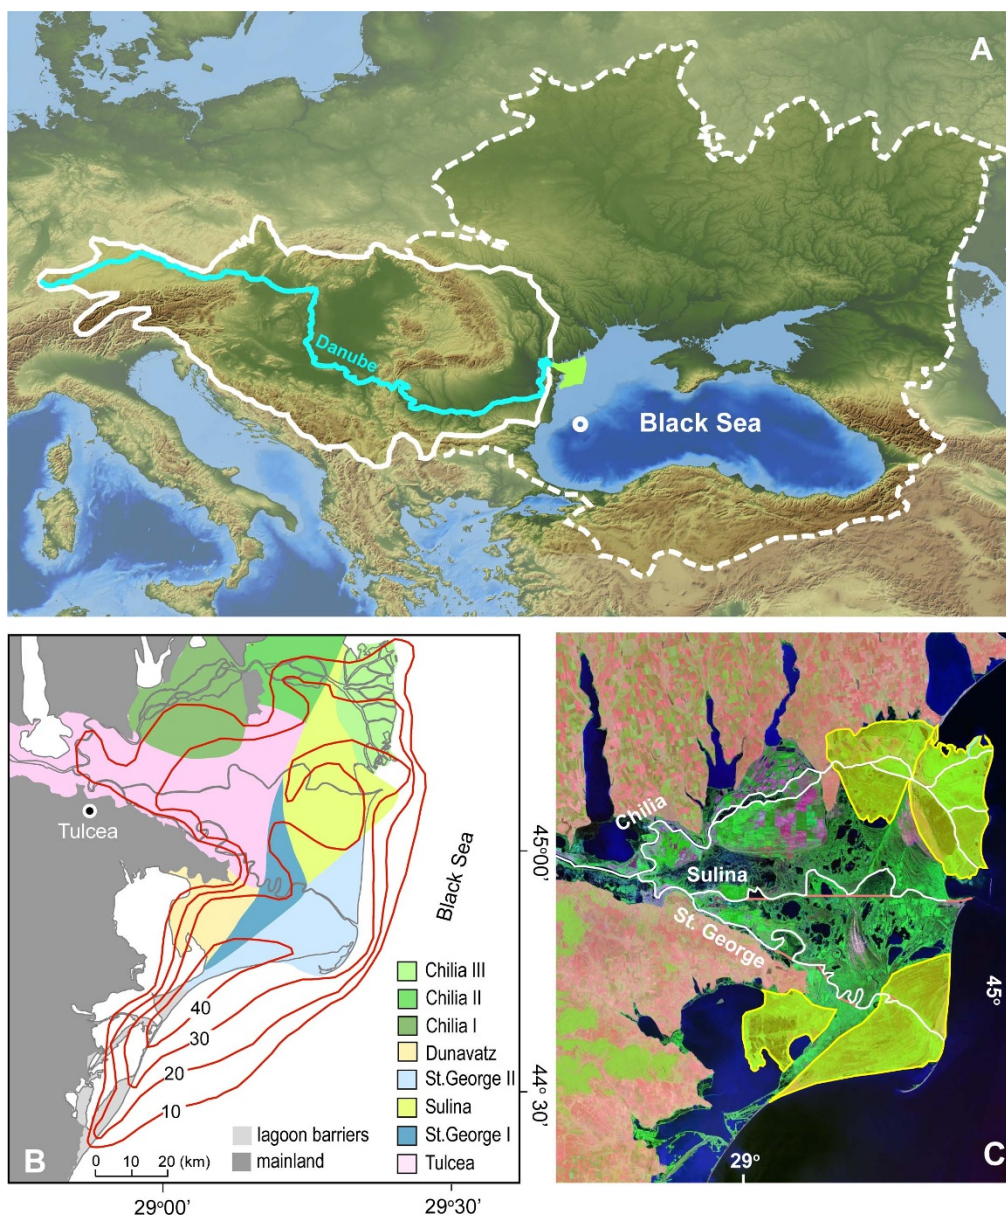 A
Danube
Black Sea
Tulcea
Black Sea
45°00'
44°30'
40
30
20
10
Chilia III
Chilia II
Chilia I
Dunavatz
St.George II
Sulina
St.George I
Tulcea
lagoon barriers
mainland
0 10 20 (km)
B
29°00'
29°30'
Chilia
Sulina
St. George
45°
29°
C